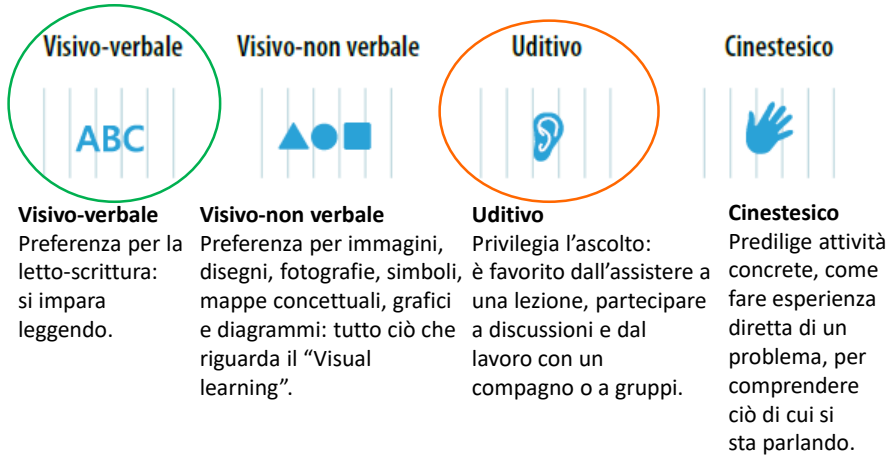 Visivo-verbale
Visivo-non verbale
Uditivo
Cinestesico
ABC
Visivo-verbale
Preferenza per la
letto-scrittura:
si impara
leggendo.
Visivo-non verbale
Preferenza per immagini,
disegni, fotografie, simboli,
mappe concettuali, grafici
e diagrammi: tutto ciò che
riguarda il “Visual
learning”.
Uditivo
Privilegia l’ascolto:
è favorito dall’assistere a
una lezione, partecipare
a discussioni e dal
lavoro con un
compagno o a gruppi.
Cinestesico
Predilige attività
concrete, come
fare esperienza
diretta di un
problema, per
comprendere
ciò di cui si
sta parlando.